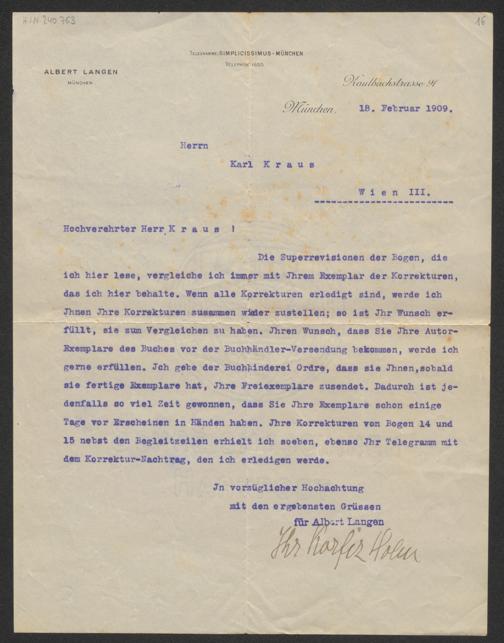 H.I.N. 240763
16
TELEGRAMME: SIMPLICISSIMUS-MÜNCHEN
TELEPHON 1650.
ALBERT LANGEN
MÜNCHEN
Kaulbachstrasse 91
München, 18. Februar 1909.
Herrn
Karl Kraus
Wien III.
Hochverehrter Herr Kraus !
Die Superrevisionen der Bogen, die
ich hier lese, vergleiche ich immer mit Jhrem Exemplar der Korrekturen,
das ich hier behalte. Wenn alle Korrekturen erledigt sind, werde ich
Jhnen Jhre Korrekturen zusammen wieder zustellen; so ist Jhr Wunsch er-
füllt, sie zum Vergleichen zu haben. Jhren Wunsch, dass Sie Jhre Autor-
Exemplare des Buches vor der Buchhändler-Versendung bekommen, werde ich
gerne erfüllen. Jch gebe der Buchbinderei Ordre, dass sie Jhnen,sobald
sie fertige Exemplare hat, Jhre Freiexemplare zusendet. Dadurch ist je-
denfalls so viel Zeit gewonnen, dass Sie Jhre Exemplare schon einige
Tage vor Erscheinen in Händen haben. Jhre Korrekturen von Bogen 14 und
15 nebst den Begleitzeilen erhielt ich soeben, ebenso Jhr Telegramm mit
dem Korrektur-Nachtrag, den ich erledigen werde.
Jn vorzüglicher Hochachtung
mit den ergebensten Grüssen
für Albert Langen
Ihr Korfiz Holm